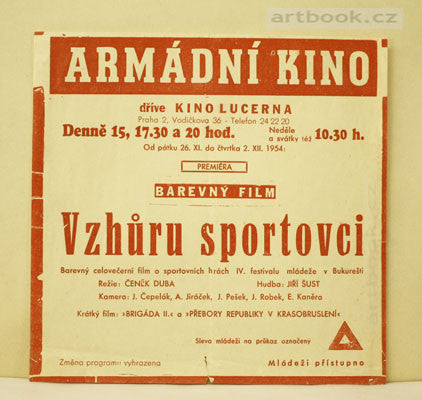 artbook.cz
ARMÁDNÍ KINO
dříve KINO LUCERNA
Praha 2, Vodičkova 36 - Telefon 24 22 20
Denně 15, 17.30 a 20 hod. Neděle a svátky též 10.30 h.
Od pátku 26. XI. do čtvrtka 2. XII. 1954:
PREMIÉRA
BAREVNÝ FILM
Vzhůru sportovci
Barevný celovečerní film o sportovních hrách IV. festivalu mládeže v Bukurešti
Režie: ČENĚK DUBA Hudba: JIŘÍ ŠUST
Kamera: J. Čepelák, A. Jiráček, J. Pešek, J. Robek, E. Kaněra
Krátký film: »BRIGÁDA II.« a »PŘEBORY REPUBLIKY V KRASOBRUSLENÍ«
Sleva mládeži na průkaz označený
Změna programu vyhrazena
Mládeži přístupno